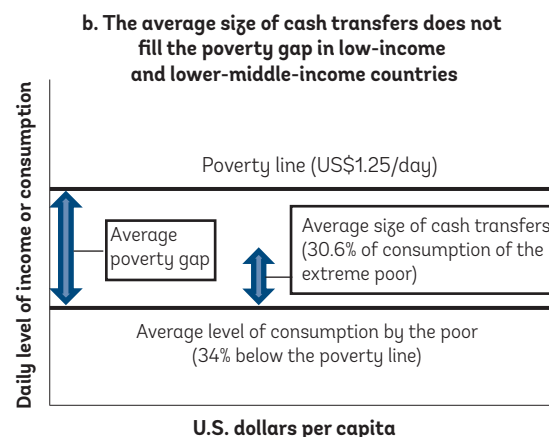 b. The average size of cash transfers does not
fill the poverty gap in low-income
and lower-middle-income countries
Daily level of income or consumption
Poverty line (US$1.25/day)
Average
poverty gap
Average size of cash transfers
(30.6% of consumption of the
extreme poor)
Average level of consumption by the poor
(34% below the poverty line)
U.S. dollars per capita